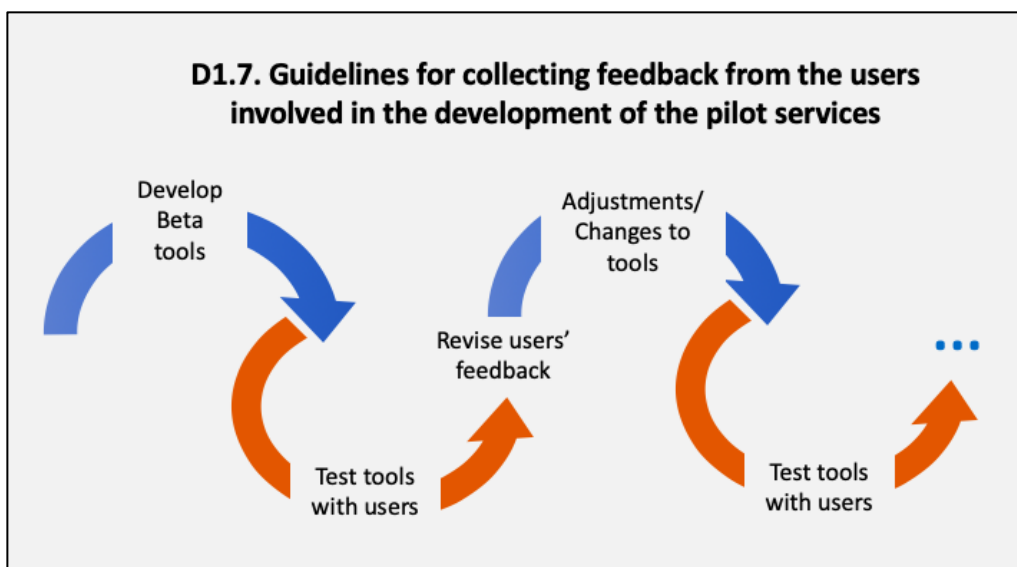 D1.7. Guidelines for collecting feedback from the users
involved in the development of the pilot services
Develop
Beta
tools
Test tools
with users
Revise users’
feedback
Adjustments/
Changes to
tools
Test tools
with users
...